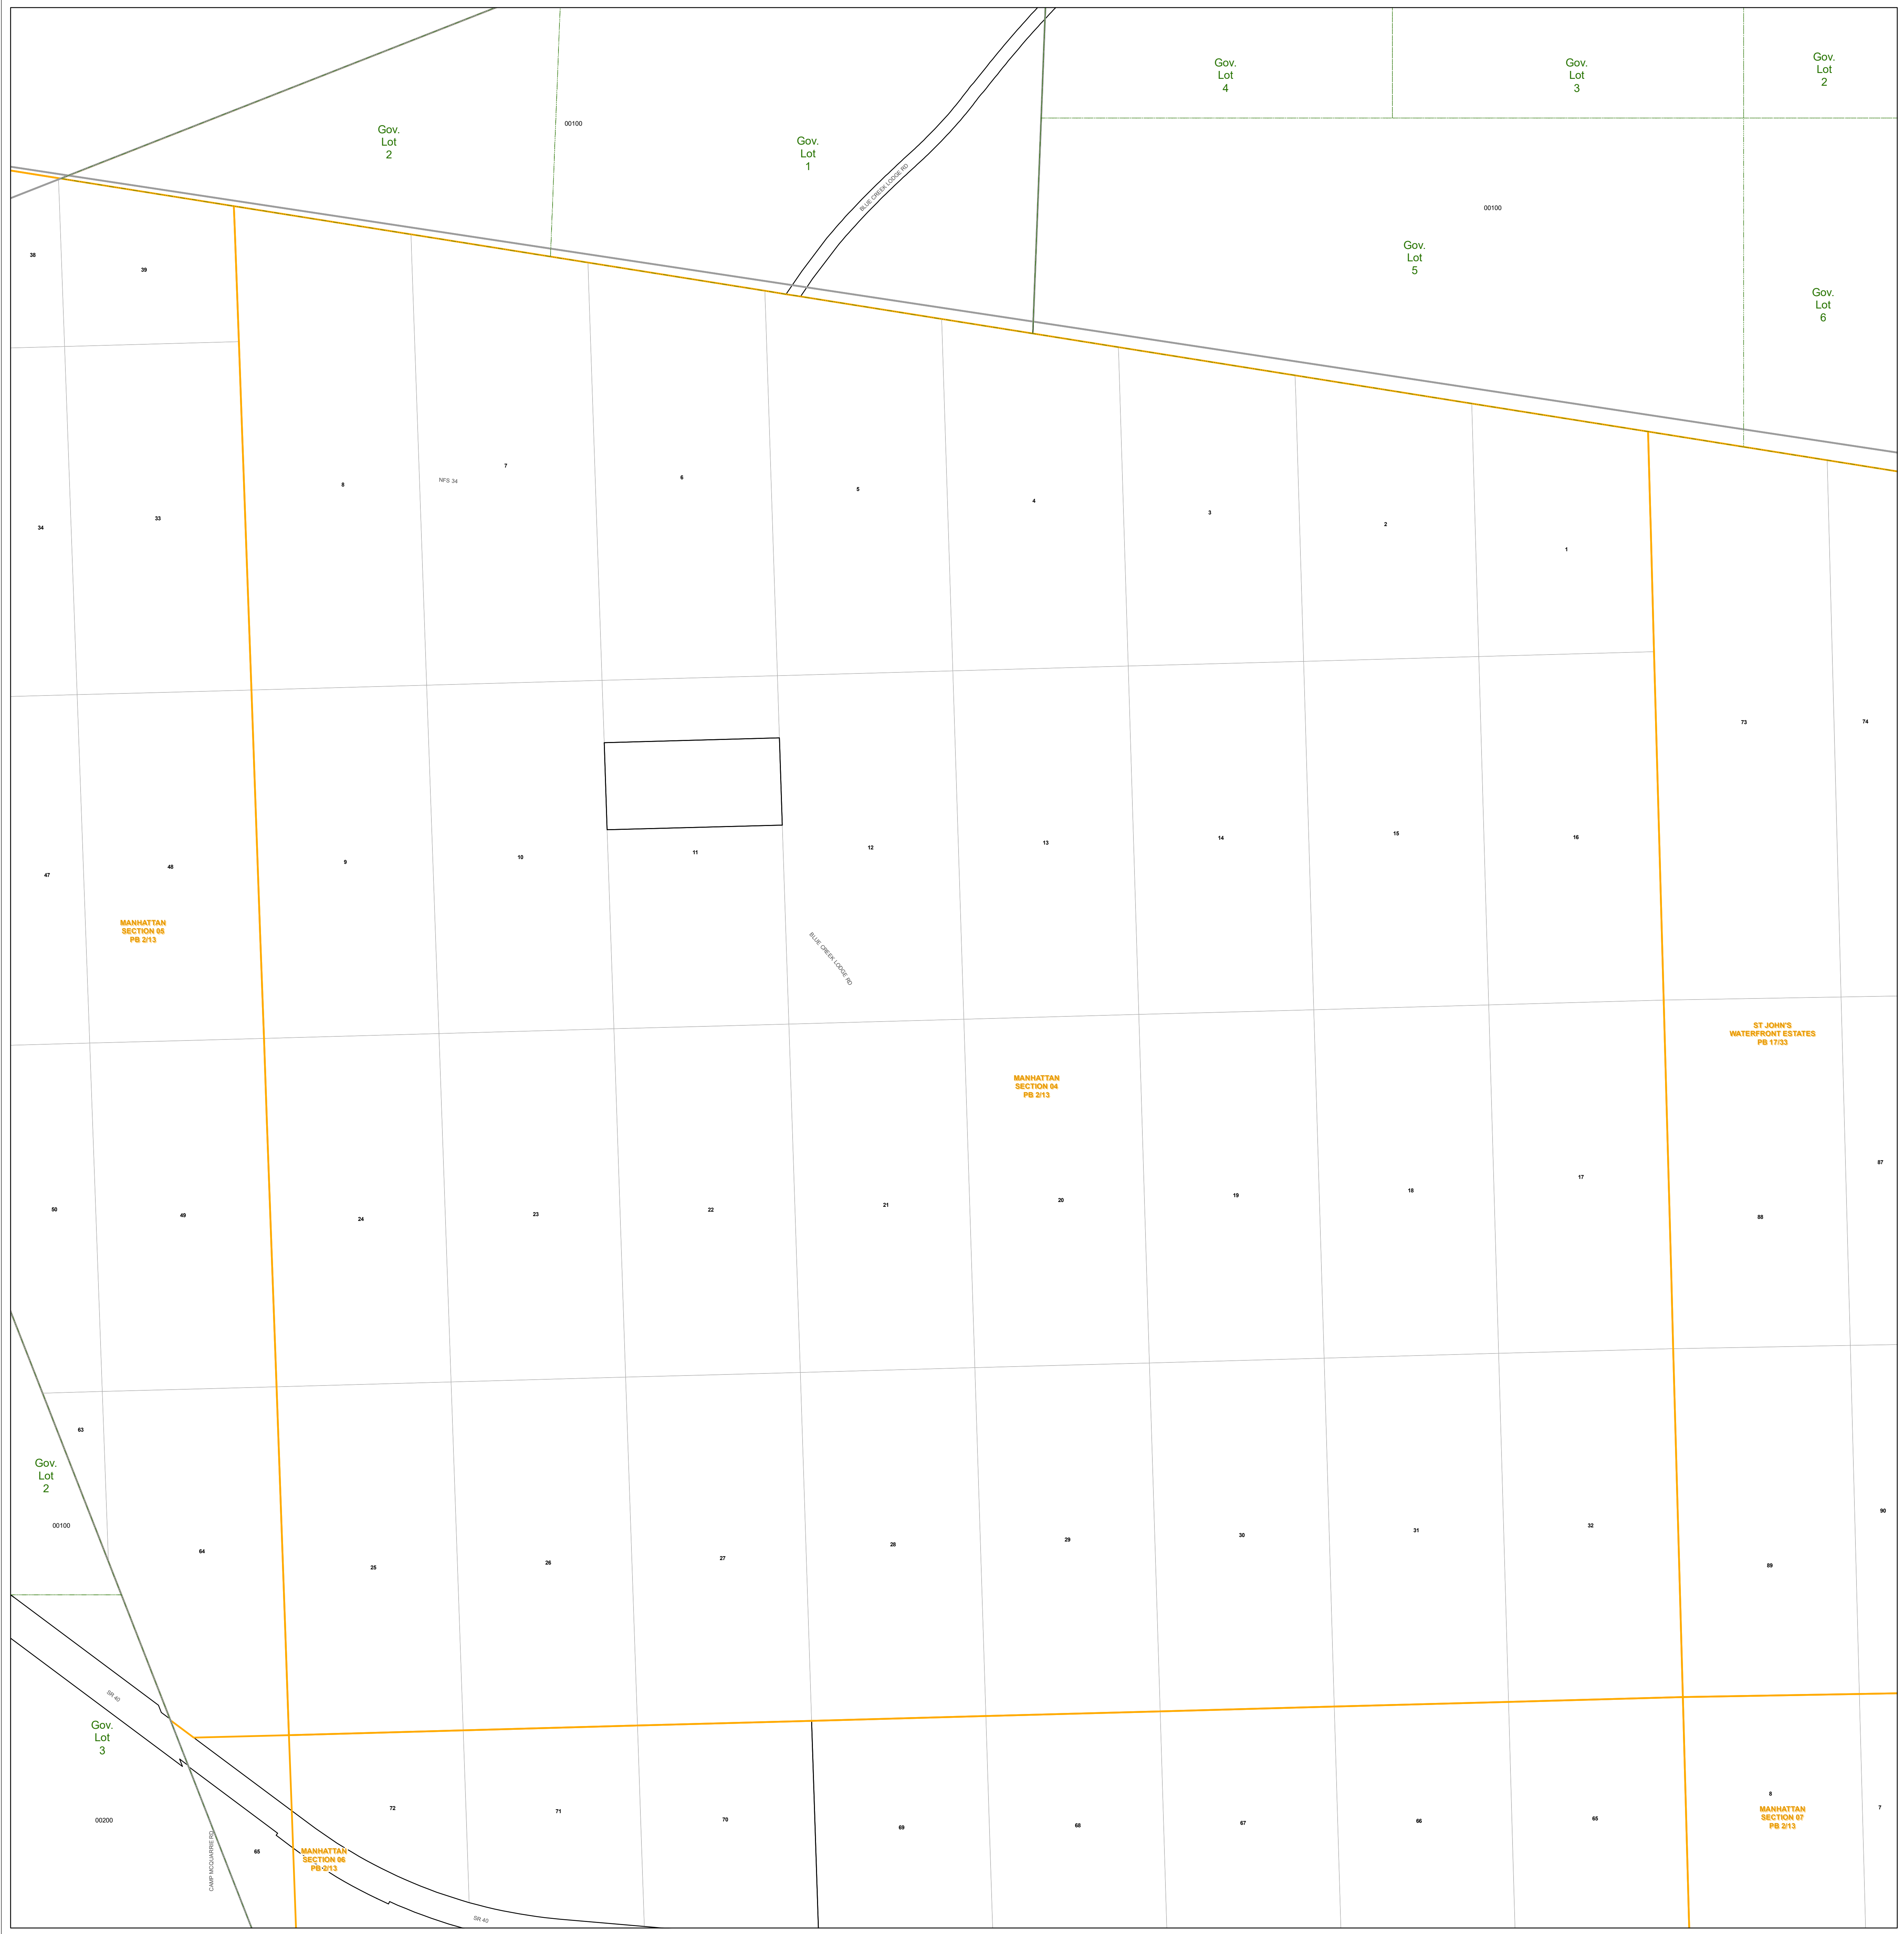 Gov.
Lot
2
Gov.
Lot
4
Gov.
Lot
3
00100
Gov.
Lot
2
Gov.
Lot
1
BLUE CREEK LODGE RD
00100
Gov.
Lot
5
38
39
Gov.
Lot
6
7
NFS 34
8
6
5
4
3
2
1
34
33
73
74
47
48
9
10
11
12
13
14
15
16
MANHATTAN
SECTION 05
PB 2/13
BLUE CREEK LODGE RD
ST JOHN'S
WATERFRONT ESTATES
PB 17/33
MANHATTAN
SECTION 04
PB 2/13
87
50
49
24
23
22
21
20
19
18
17
88
63
Gov.
Lot
2
00100
64
25
26
27
28
29
30
31
32
89
90
SR 40
Gov.
Lot
3
00200
CAMP MCQUARRIE RD
65
MANHATTAN
SECTION 06
PB 2/13
72
71
70
69
68
67
66
65
8
MANHATTAN
SECTION 07
PB 2/13
7
SR 40